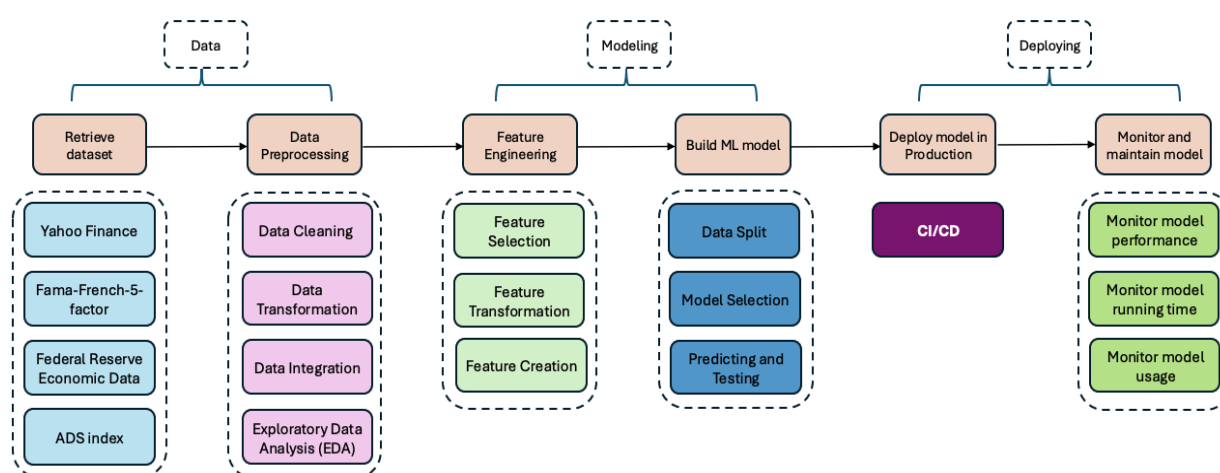 Data
Modeling
Deploying
Retrieve
dataset
Data
Preprocessing
Feature
Engineering
Build ML model
Deploy model in
Production
Monitor and
maintain model
Yahoo Finance
Fama-French-5-
factor
Federal Reserve
Economic Data
ADS index
Data Cleaning
Data
Transformation
Data Integration
Exploratory Data
Analysis (EDA)
Feature
Selection
Feature
Transformation
Feature Creation
Data Split
Model Selection
Predicting and
Testing
CI/CD
Monitor model
performance
Monitor model
running time
Monitor model
usage